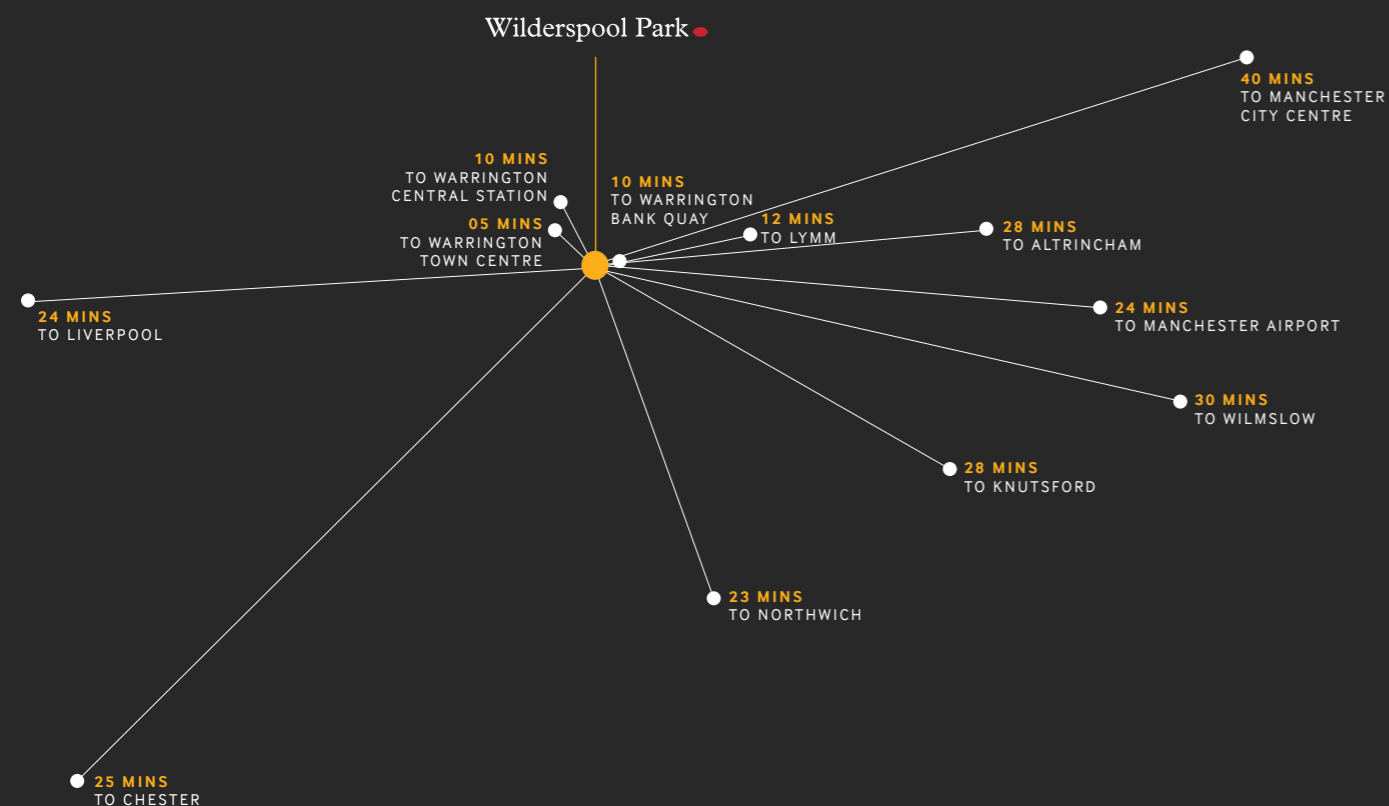 Wilderspool Park
40 MINS
TO MANCHESTER
CITY CENTRE
10 MINS
TO WARRINGTON
CENTRAL STATION
10 MINS
TO WARRINGTON
BANK QUAY
05 MINS
TO WARRINGTON
TOWN CENTRE
12 MINS
TO LYMM
28 MINS
TO ALTRINCHAM
24 MINS
TO LIVERPOOL
24 MINS
TO MANCHESTER AIRPORT
30 MINS
TO WILMSLOW
28 MINS
TO KNUTSFORD
23 MINS
TO NORTHWICH
25 MINS
TO CHESTER